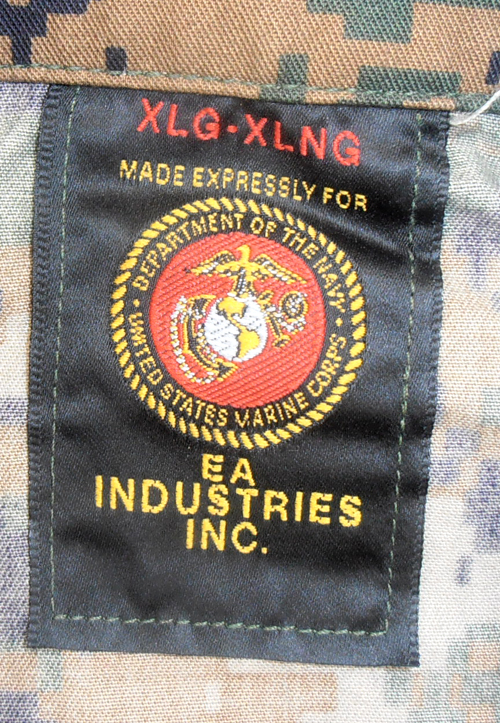 XLG-XLNG
MADE EXPRESSLY FOR
DEPARTMENT OF THE NAVY
UNITED STATES MARINE CORPS
EA
INDUSTRIES
INC.